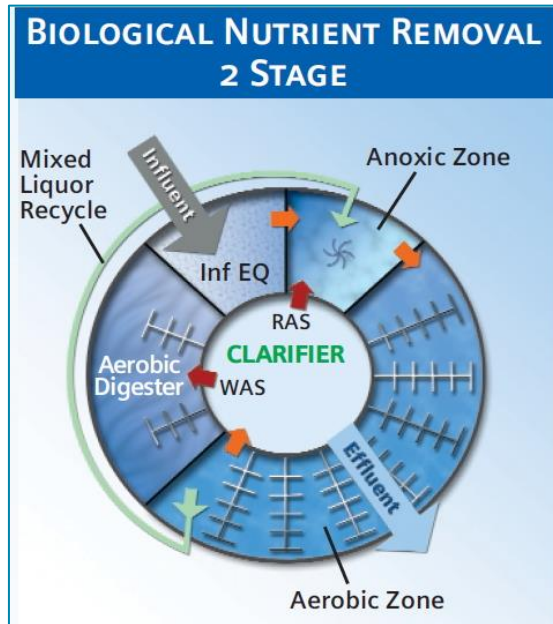 BIOLOGICAL NUTRIENT REMOVAL
2 STAGE
Mixed
Liquor
Recycle
Influent
Anoxic Zone
Inf EQ
RAS
CLARIFIER
Aerobic
Digester
WAS
Effluent
Aerobic Zone